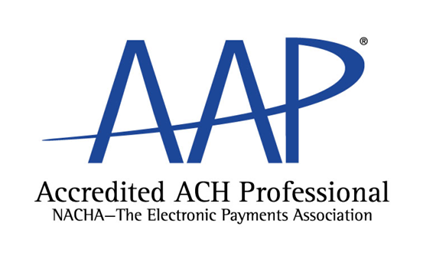 AAP®
Accredited ACH Professional
NACHA—The Electronic Payments Association